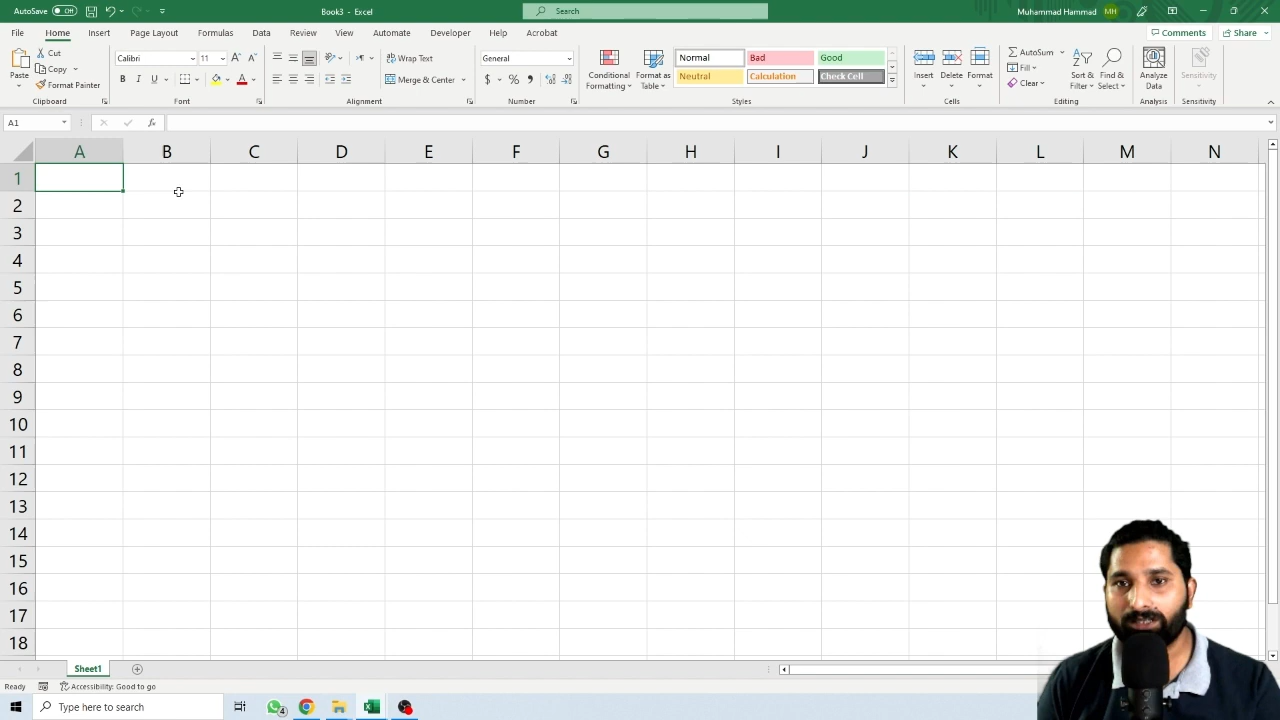 AutoSave Off Book3 - Excel Search Muhammad Hammad MH
File Home Insert Page Layout Formulas Data Review View Automate Developer Help Acrobat Comments Share
Paste Cut Copy Format Painter
Clipboard
Calibri 11
B I U
Font
Wrap Text
Merge & Center
Alignment
General
$ % ,
Number
Conditional Formatting
Format as Table
Normal Bad Good
Neutral Calculation Check Cell
Styles
Insert Delete Format
Cells
AutoSum
Fill
Clear
Sort & Filter
Find & Select
Editing
Analyze Data
Analysis
Sensitivity
Sensitivity
A1 fx
A B C D E F G H I J K L M N
1
2
3
4
5
6
7
8
9
10
11
12
13
14
15
16
17
18
Sheet1
Ready Accessibility: Good to go
Type here to search 4